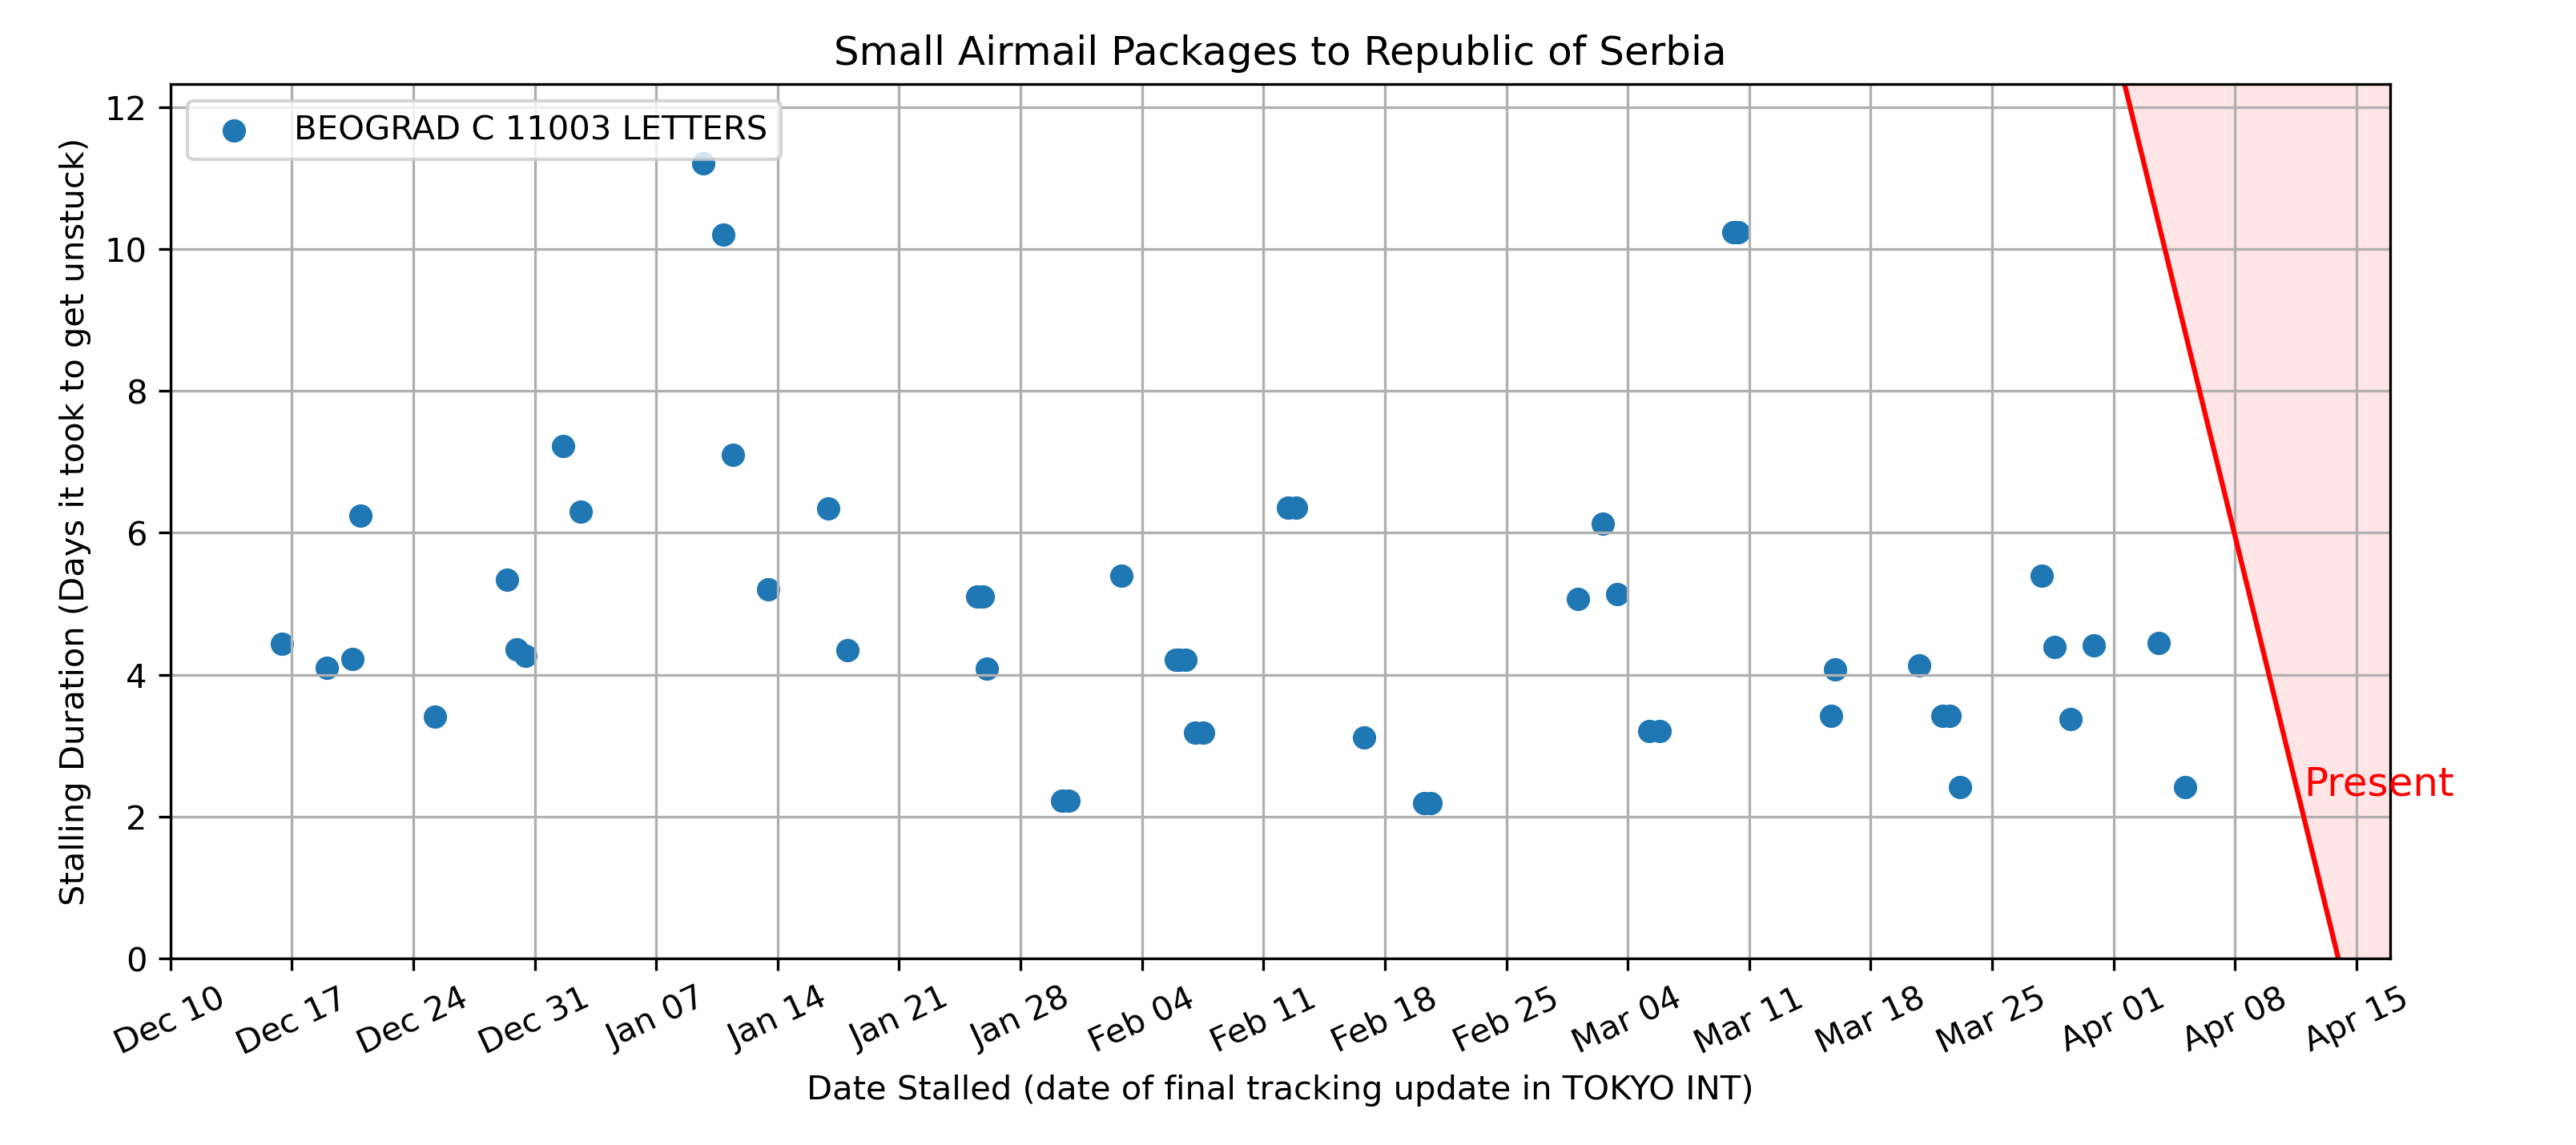 Small Airmail Packages to Republic of Serbia
BEOGRAD C 11003 LETTERS
Stalling Duration (Days it took to get unstuck)
12
10
8
6
4
2
0
Present
Dec 10
Dec 17
Dec 24
Dec 31
Jan 07
Jan 14
Jan 21
Jan 28
Feb 04
Feb 11
Feb 18
Feb 25
Mar 04
Mar 11
Mar 18
Mar 25
Apr 01
Apr 08
Apr 15
Date Stalled (date of final tracking update in TOKYO INT)